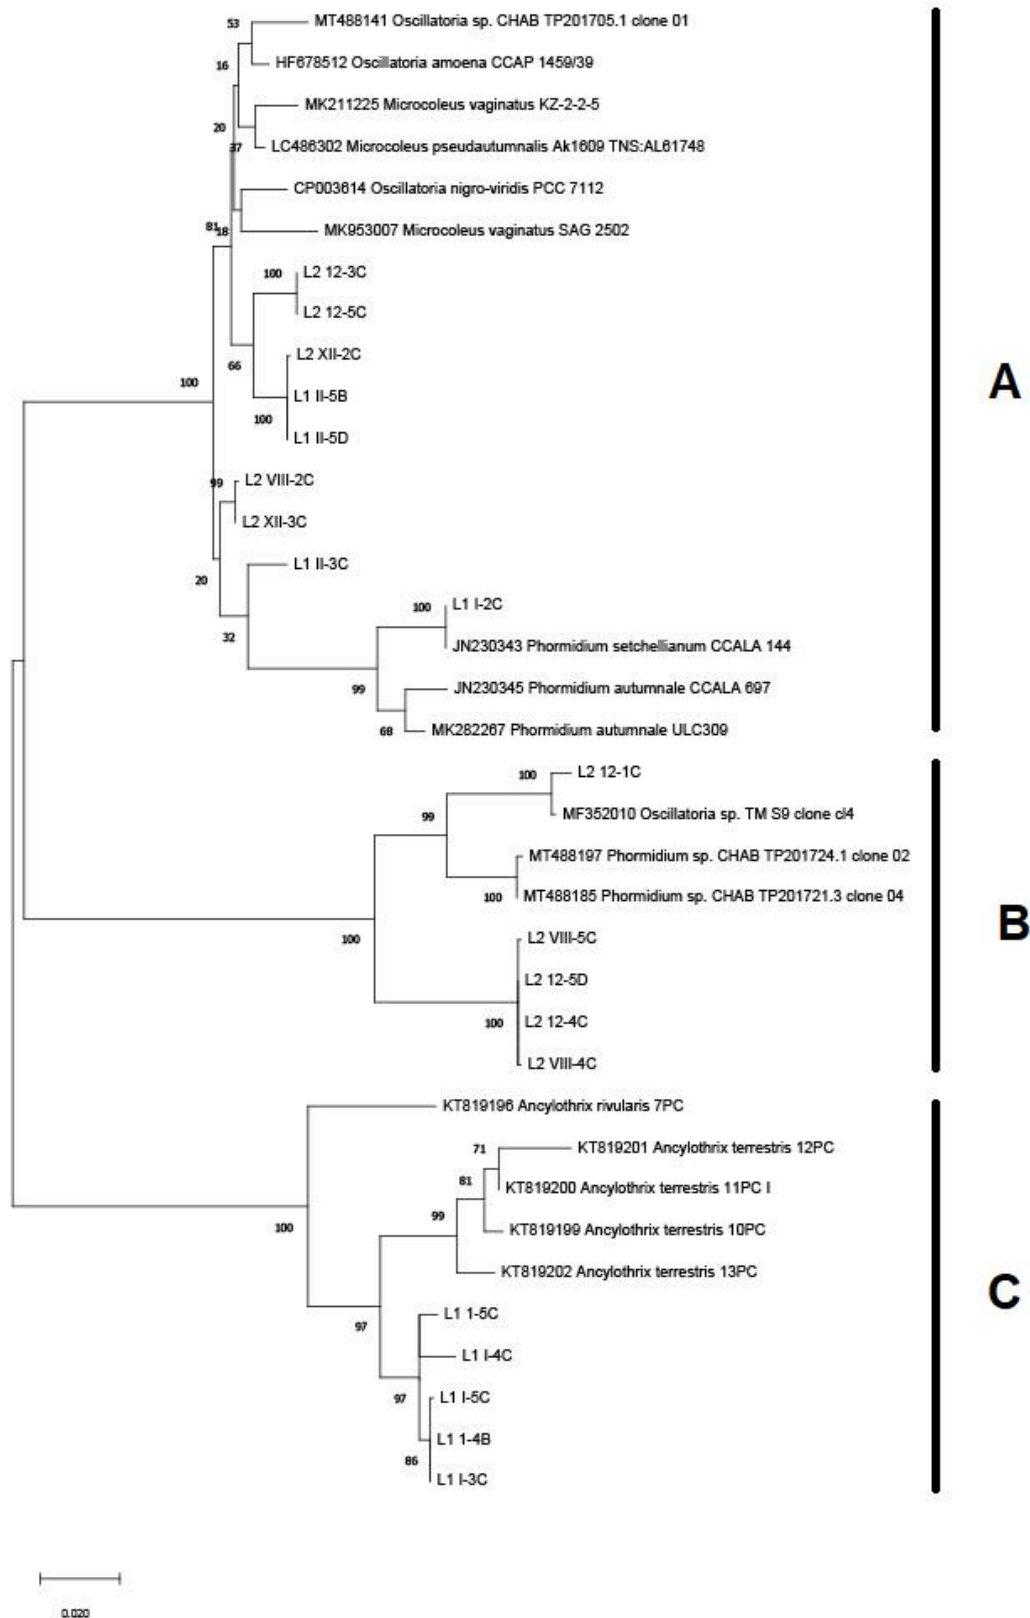 53
MT488141 Oscillatoria sp. CHAB TP201705.1 clone 01
16
HF678512 Oscillatoria amoena CCAP 1459/39
MK211225 Microcoleus vaginatus KZ-2-2-5
20
37
LC486302 Microcoleus pseudautumnalis Ak1609 TNS:AL61748
CP003614 Oscillatoria nigro-viridis PCC 7112
81
18
MK953007 Microcoleus vaginatus SAG 2502
100
L2 12-3C
L2 12-5C
L2 XII-2C
66
100
A
L1 II-5B
100
L1 II-5D
99
L2 VIII-2C
L2 XII-3C
L1 II-3C
20
100
L1 I-2C
32
JN230343 Phormidium setchellianum CCALA 144
99
JN230345 Phormidium autumnale CCALA 697
68
MK282267 Phormidium autumnale ULC309
100
L2 12-1C
99
MF352010 Oscillatoria sp. TM S9 clone cl4
MT488197 Phormidium sp. CHAB TP201724.1 clone 02
100
MT488185 Phormidium sp. CHAB TP201721.3 clone 04
B
100
L2 VIII-5C
L2 12-5D
100
L2 12-4C
L2 VIII-4C
KT819196 Ancylothrix rivularis 7PC
71
KT819201 Ancylothrix terrestris 12PC
81
KT819200 Ancylothrix terrestris 11PC I
99
100
KT819199 Ancylothrix terrestris 10PC
KT819202 Ancylothrix terrestris 13PC
C
97
L1 1-5C
L1 I-4C
97
L1 I-5C
L1 1-4B
86
L1 I-3C
0.020